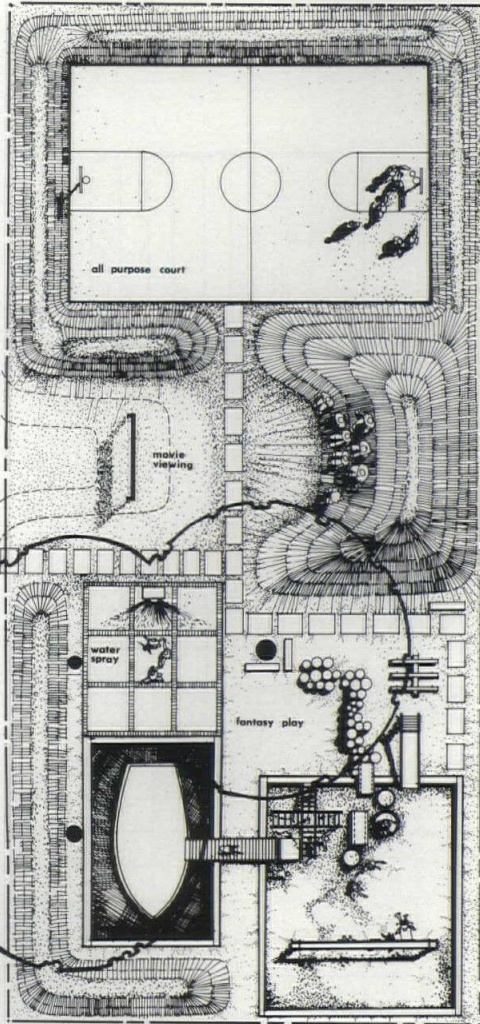 all purpose court
movie
viewing
water
spray
fantasy play